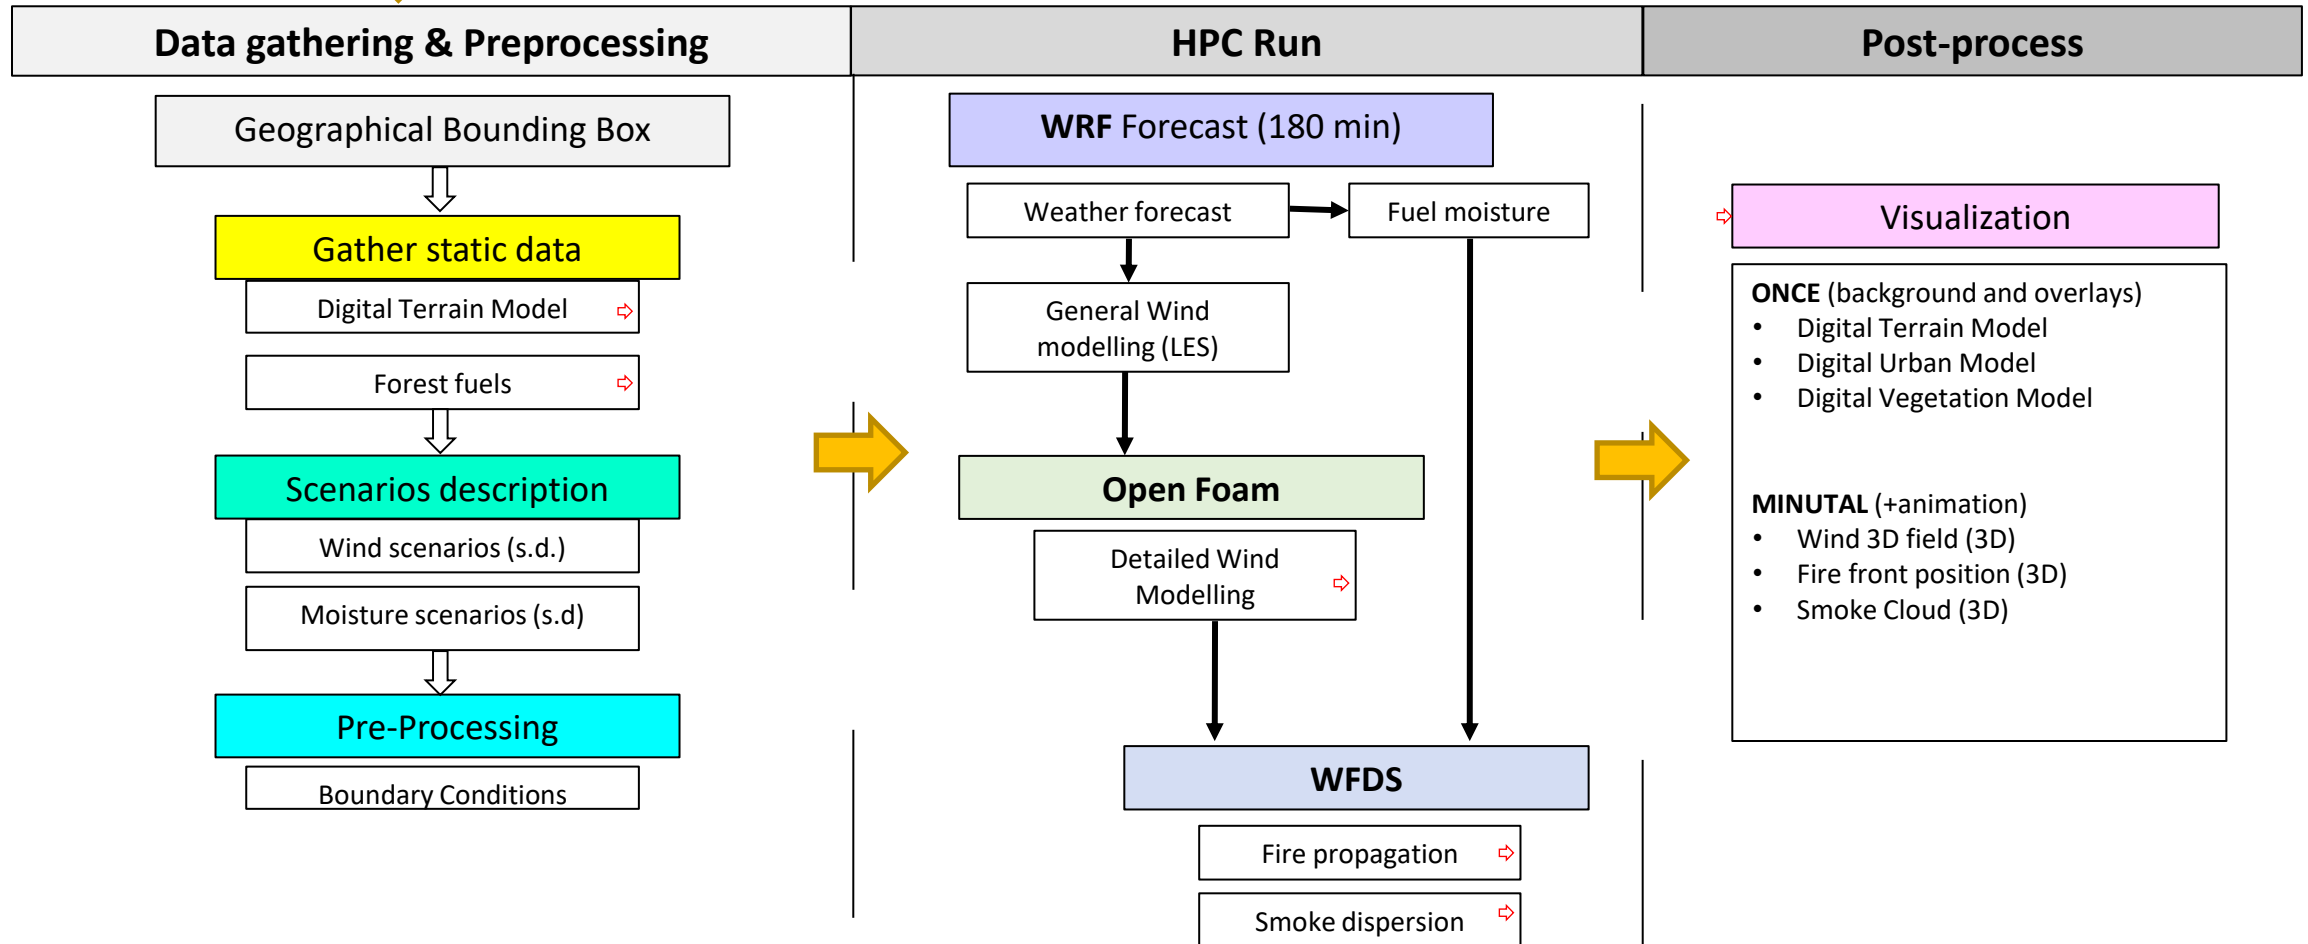 Data gathering & Preprocessing
HPC Run
Post-process
Geographical Bounding Box
Gather static data
Digital Terrain Model
Forest fuels
Scenarios description
Wind scenarios (s.d.)
Moisture scenarios (s.d)
Pre-Processing
Boundary Conditions
WRF Forecast (180 min)
Weather forecast
Fuel moisture
General Wind
modelling (LES)
Open Foam
Detailed Wind
Modelling
WFDS
Fire propagation
Smoke dispersion
Visualization
ONCE (background and overlays)
• Digital Terrain Model
• Digital Urban Model
• Digital Vegetation Model
MINUTAL (+animation)
• Wind 3D field (3D)
• Fire front position (3D)
• Smoke Cloud (3D)